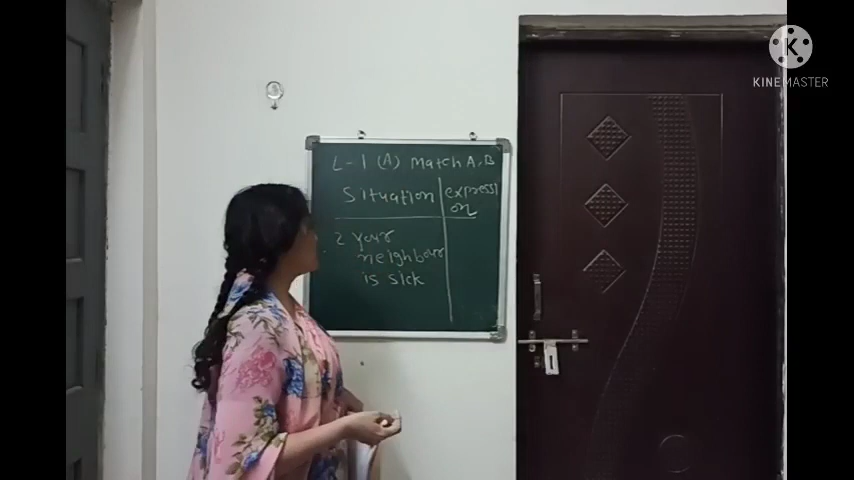 L-1 (A) Match A, B
Situation
expressi
on
2 your
neighbour
is sick
K
KINEMASTER